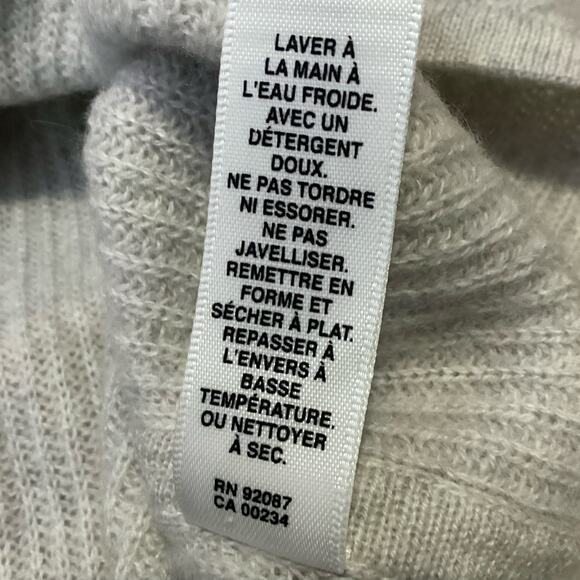 LAVER À
LA MAIN À
L'EAU FROIDE.
AVEC UN
DÉTERGENT
DOUX.
NE PAS TORDRE
NI ESSORER.
NE PAS
JAVELLISER.
REMETTRE EN
FORME ET
SÉCHER À PLAT.
REPASSER À
L'ENVERS À
BASSE
TEMPÉRATURE.
OU NETTOYER
À SEC.
RN 92087
CA 00234